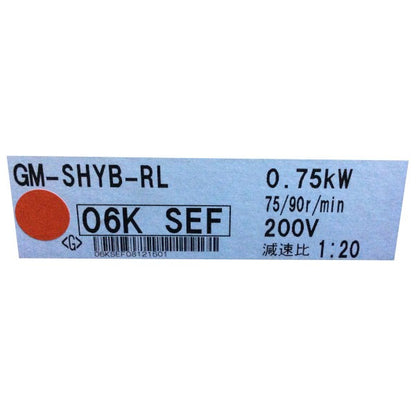 GM-SHYB-RL 0.75kW
75/90r/min
06K SEF 200V
<G> 減速比 1:20
06KSEF08121601